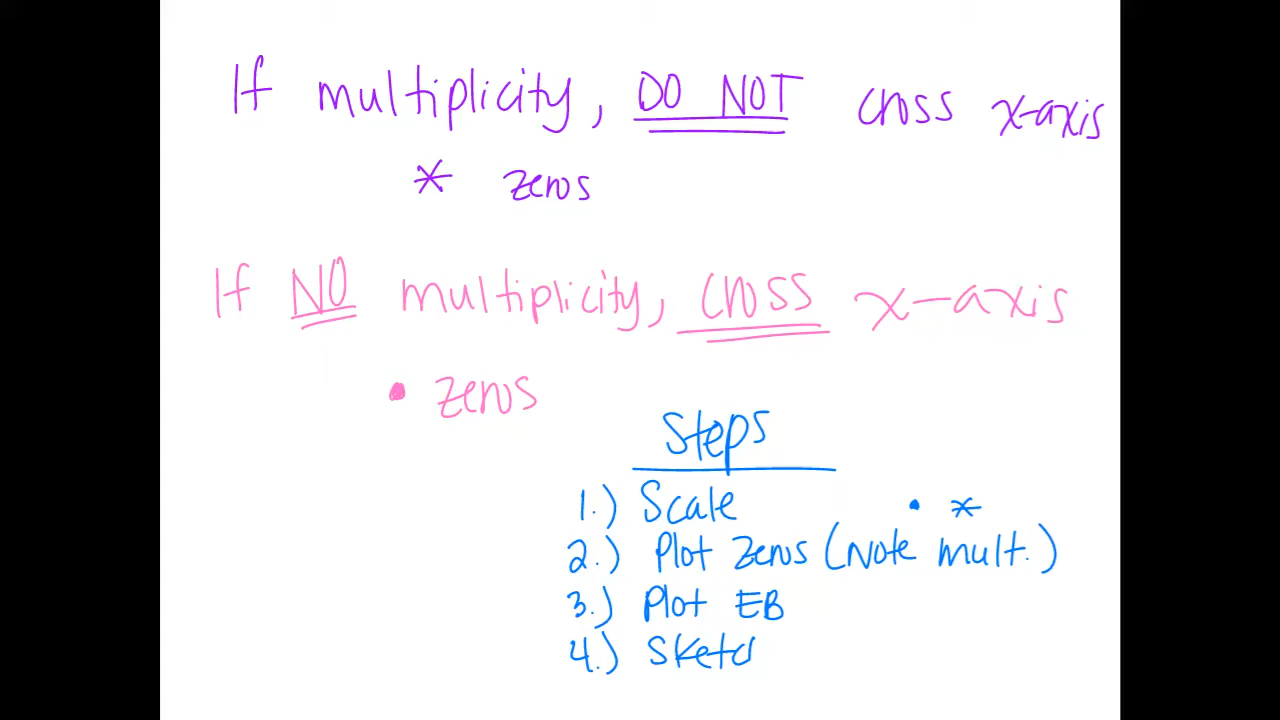 If multiplicity, DO NOT cross x-axis
* zeros
If NO multiplicity, cross x-axis
• zeros
Steps
1.) Scale
• *
2.) Plot zeros (Note mult.)
3.) Plot EB
4.) Sketc